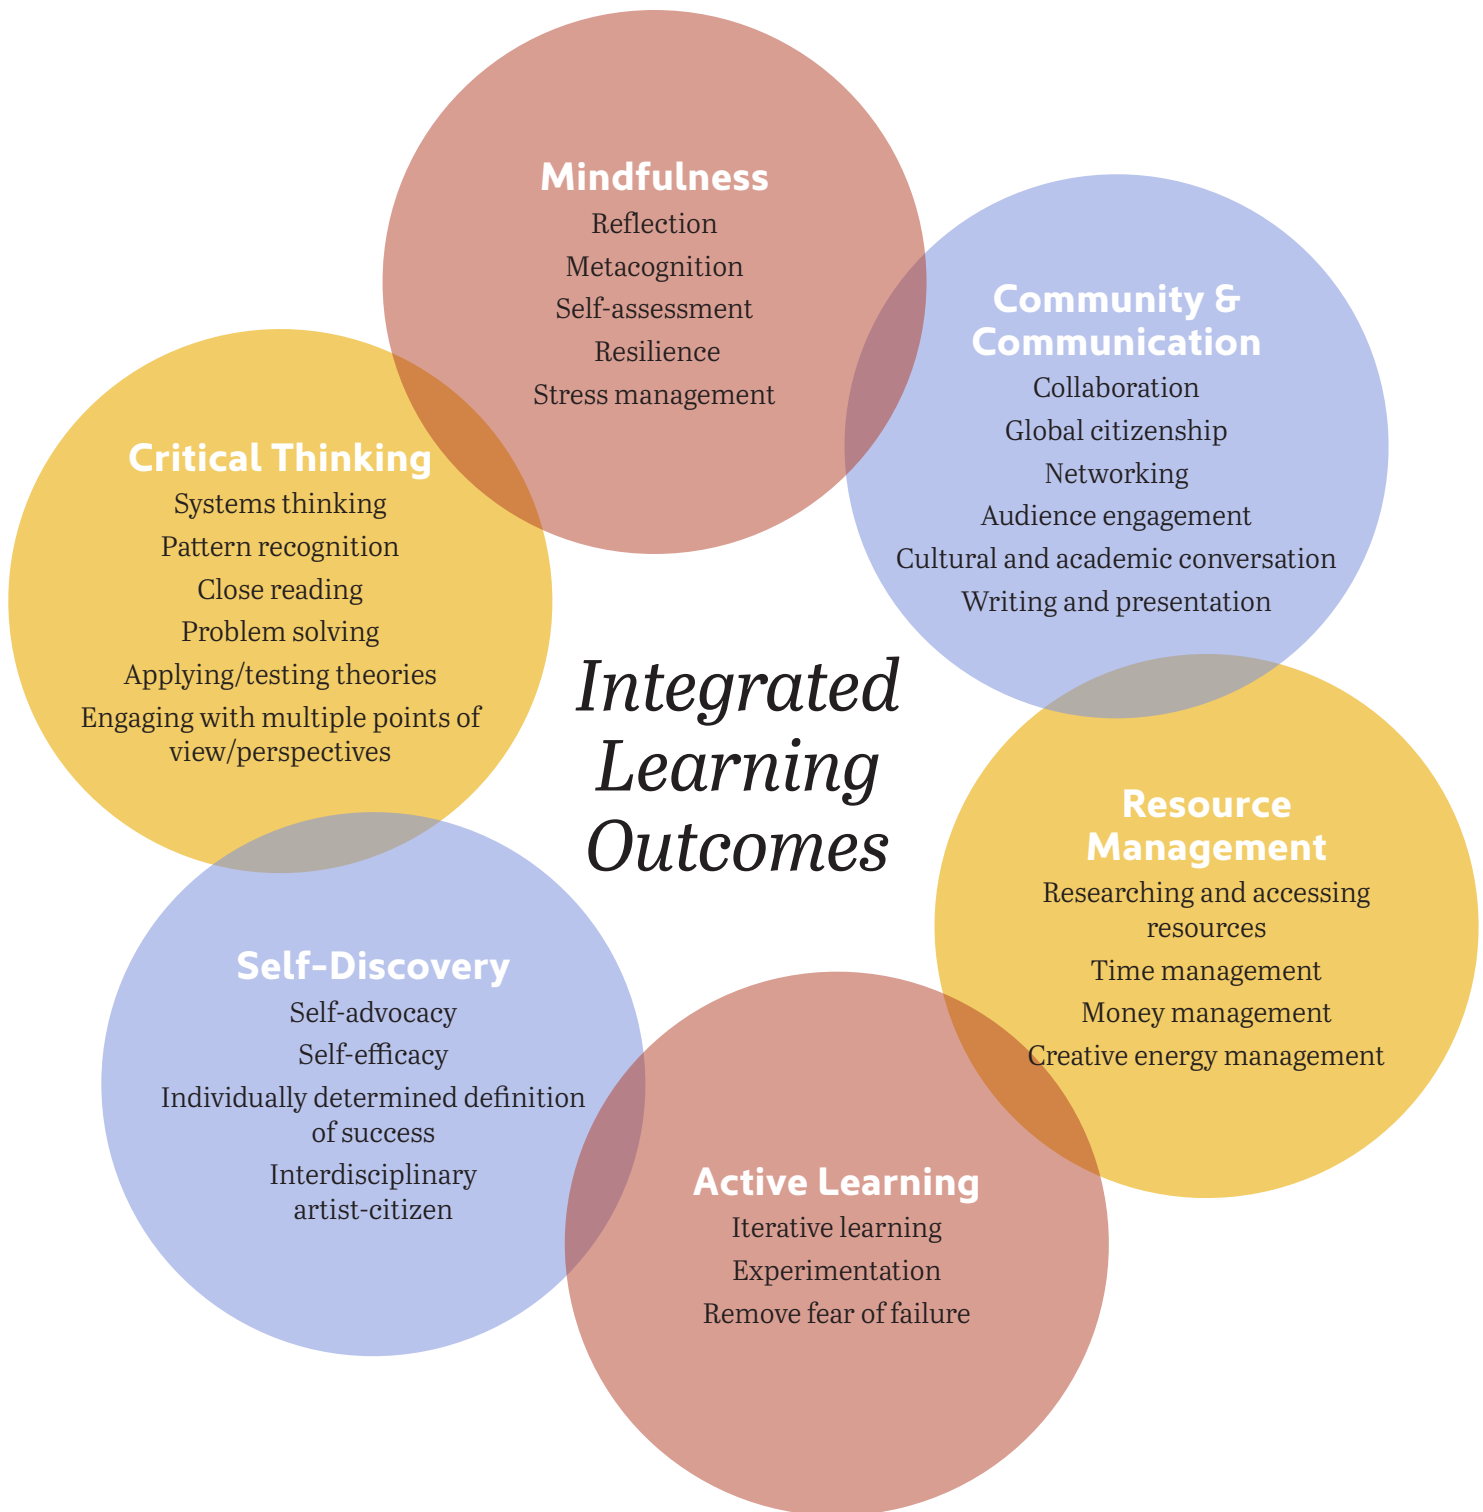 Mindfulness
Reflection
Metacognition
Self-assessment
Resilience
Stress management
Community &
Communication
Collaboration
Global citizenship
Networking
Audience engagement
Cultural and academic conversation
Writing and presentation
Critical Thinking
Systems thinking
Pattern recognition
Close reading
Problem solving
Applying/testing theories
Engaging with multiple points of
view/perspectives
Integrated
Learning
Outcomes
Resource
Management
Researching and accessing
resources
Time management
Money management
Creative energy management
Self-Discovery
Self-advocacy
Self-efficacy
Individually determined definition
of success
Interdisciplinary
artist-citizen
Active Learning
Iterative learning
Experimentation
Remove fear of failure